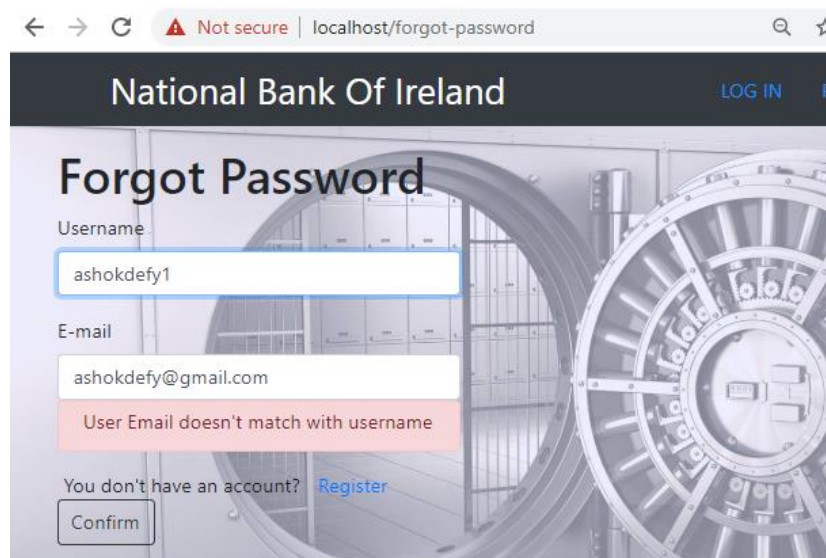 Not secure | localhost/forgot-password
National Bank Of Ireland LOG IN
Forgot Password
Username
ashokdefy1
E-mail
ashokdefy@gmail.com
User Email doesn't match with username
You don't have an account? Register
Confirm